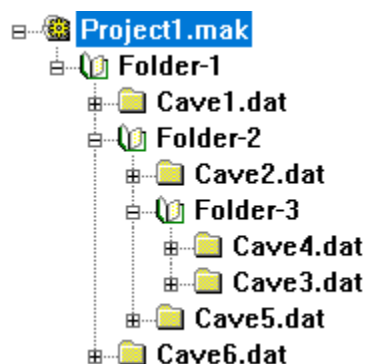 Project1.mak
Folder-1
Cave1.dat
Folder-2
Cave2.dat
Folder-3
Cave4.dat
Cave3.dat
Cave5.dat
Cave6.dat